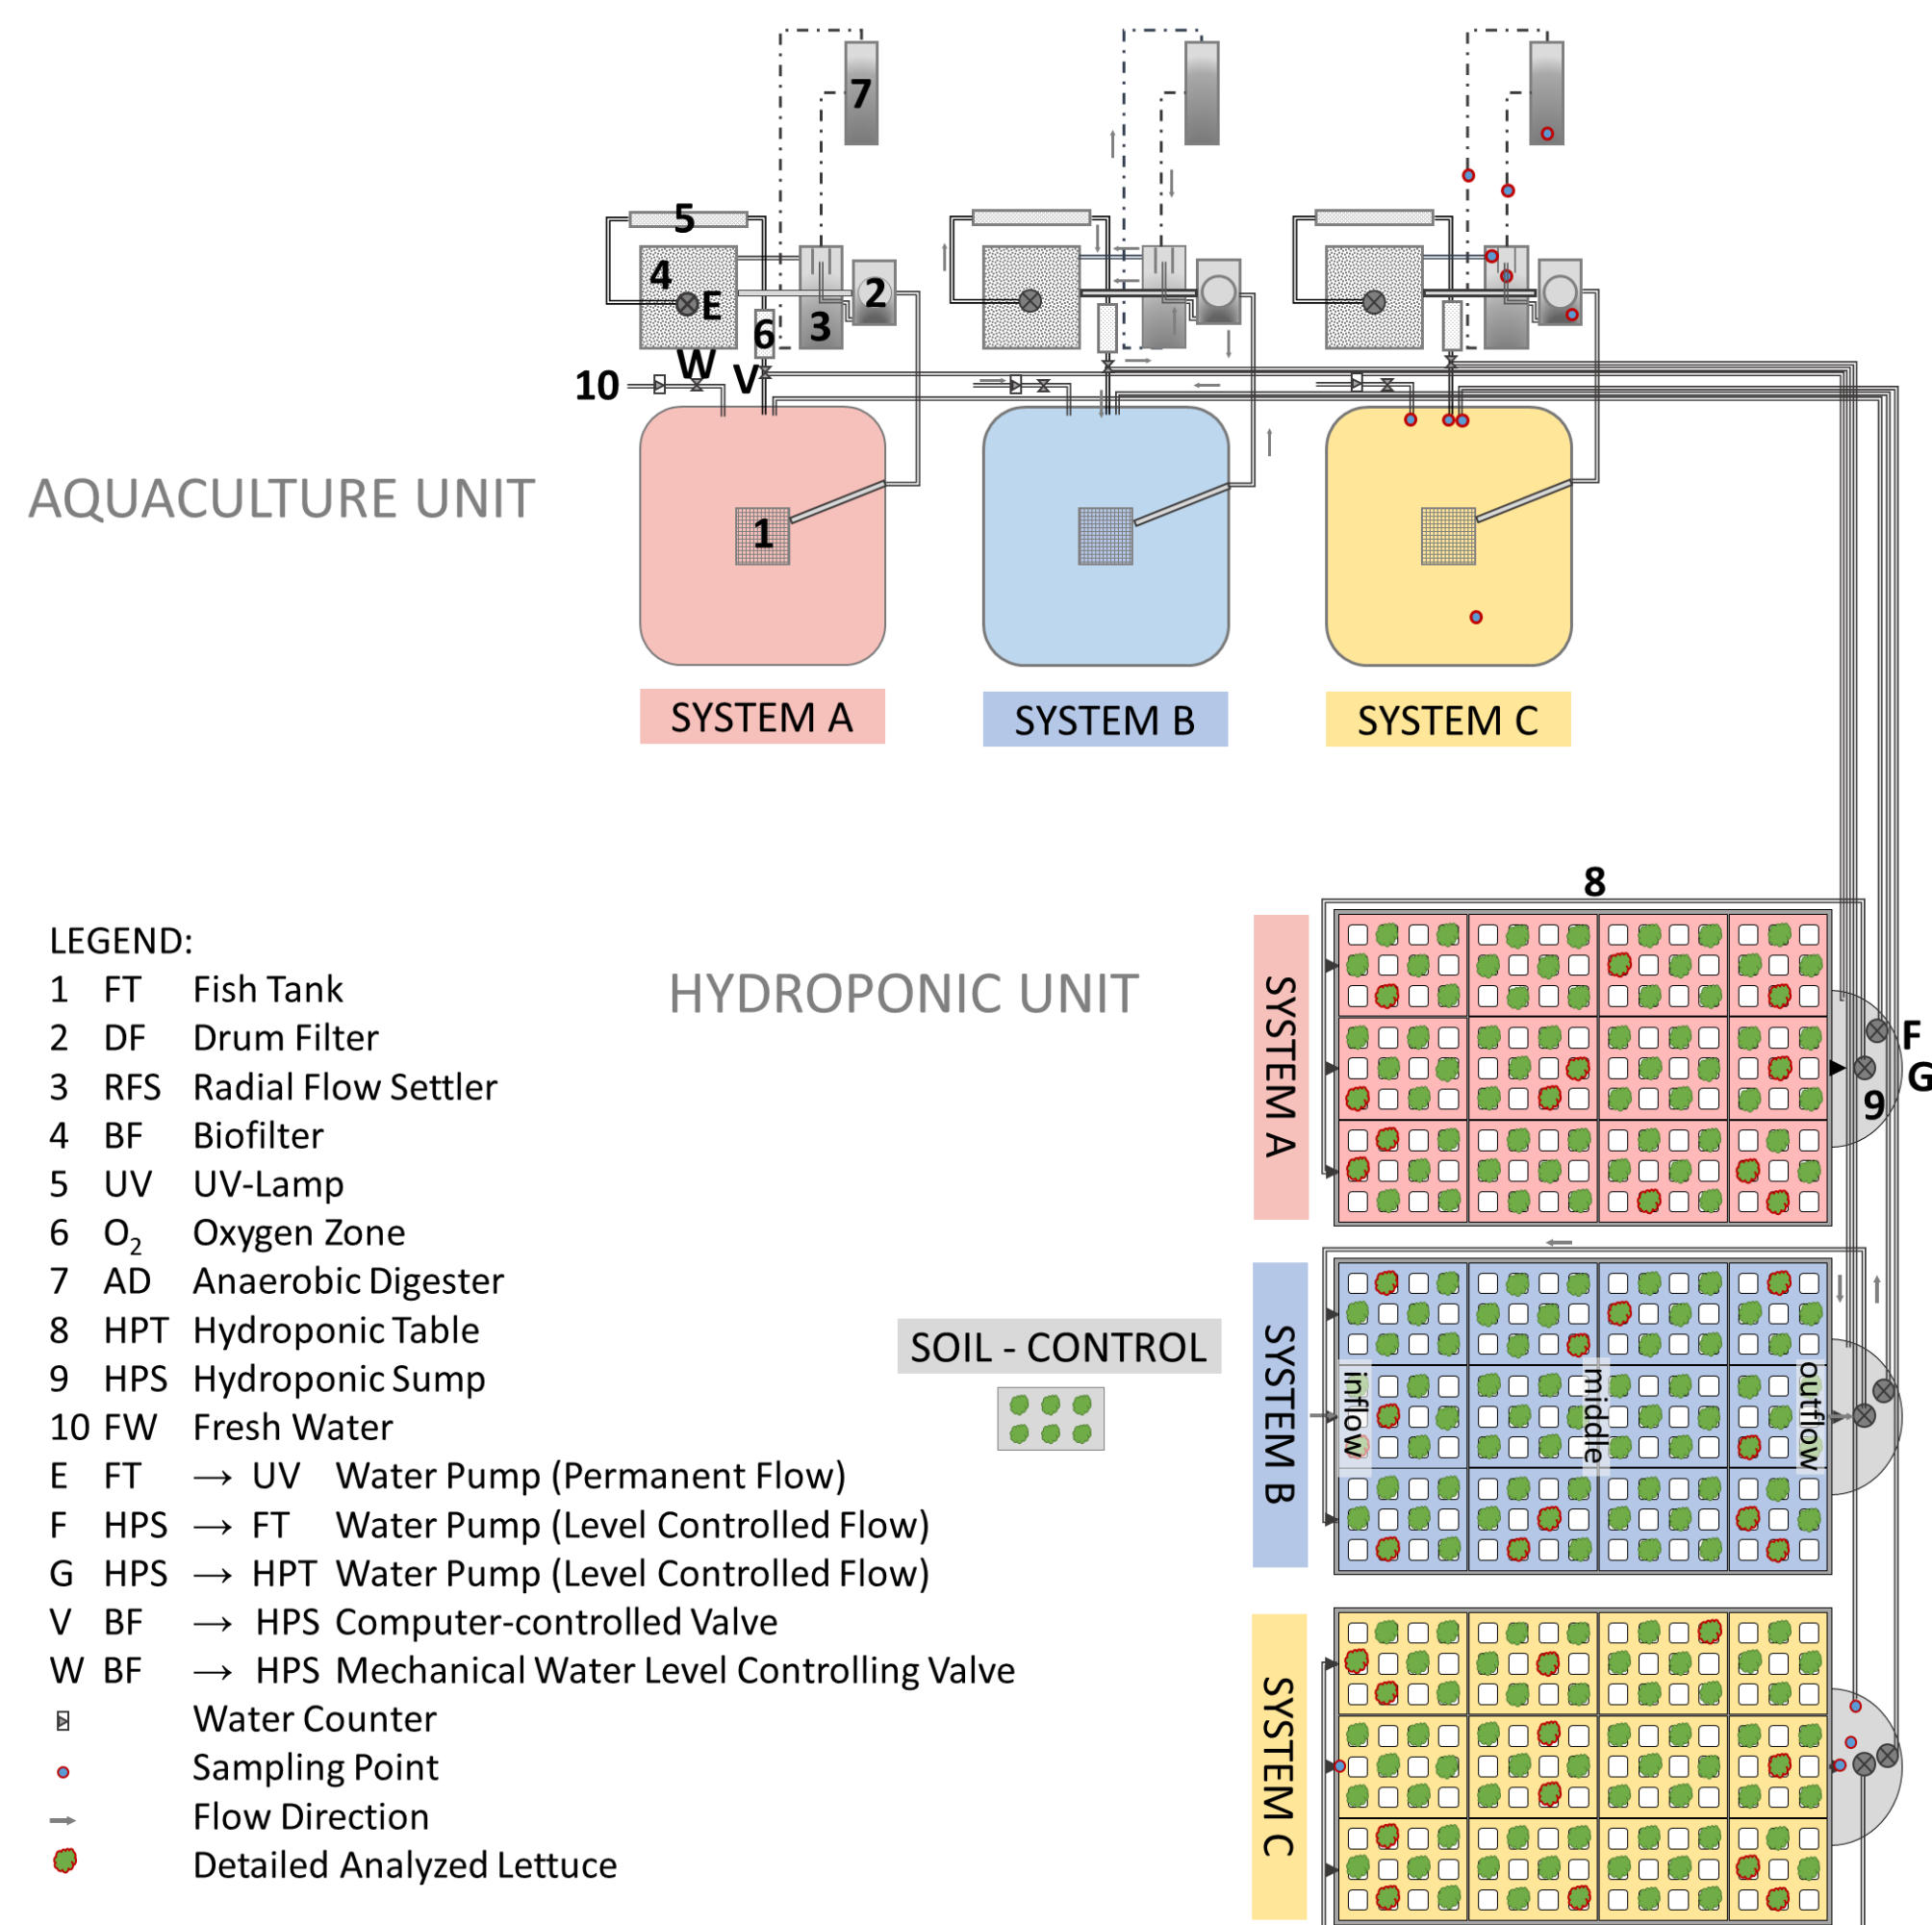 7
5
4
E
2
6
3
W
V
10
AQUACULTURE UNIT
1
SYSTEM A
SYSTEM B
SYSTEM C
8
LEGEND:
1 FT Fish Tank
2 DF Drum Filter
3 RFS Radial Flow Settler
4 BF Biofilter
5 UV UV-Lamp
6 O₂ Oxygen Zone
7 AD Anaerobic Digester
8 HPT Hydroponic Table
9 HPS Hydroponic Sump
10 FW Fresh Water
E FT → UV Water Pump (Permanent Flow)
F HPS → FT Water Pump (Level Controlled Flow)
G HPS → HPT Water Pump (Level Controlled Flow)
V BF → HPS Computer-controlled Valve
W BF → HPS Mechanical Water Level Controlling Valve
Water Counter
Sampling Point
Flow Direction
Detailed Analyzed Lettuce
HYDROPONIC UNIT
SOIL - CONTROL
SYSTEM A
F
G
9
SYSTEM B
inflow
middle
outflow
SYSTEM C